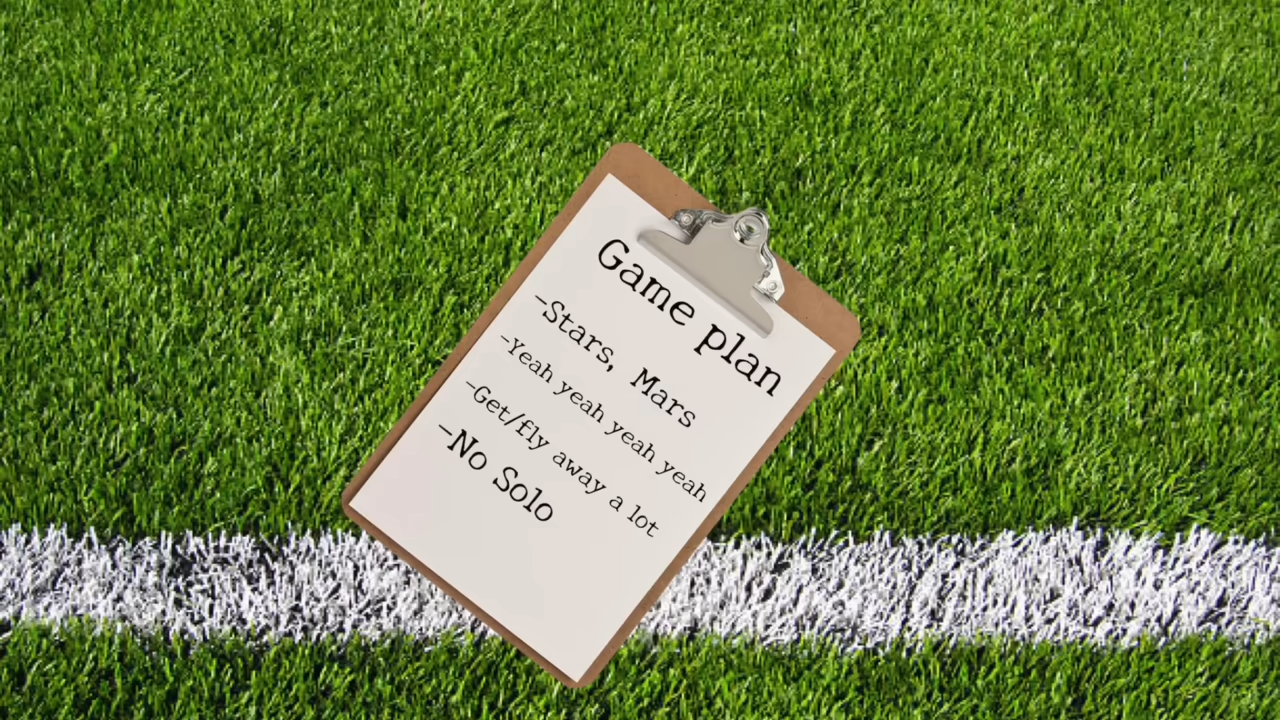 Game plan
-Stars, Mars
-Yeah yeah yeah yeah
-Get/fly away a lot
-No Solo